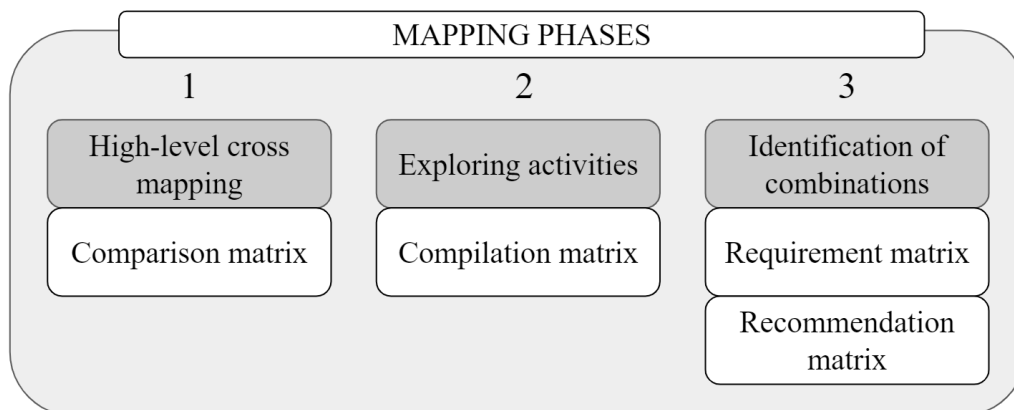 MAPPING PHASES
1
High-level cross
mapping
Comparison matrix
2
Exploring activities
Compilation matrix
3
Identification of
combinations
Requirement matrix
Recommendation
matrix